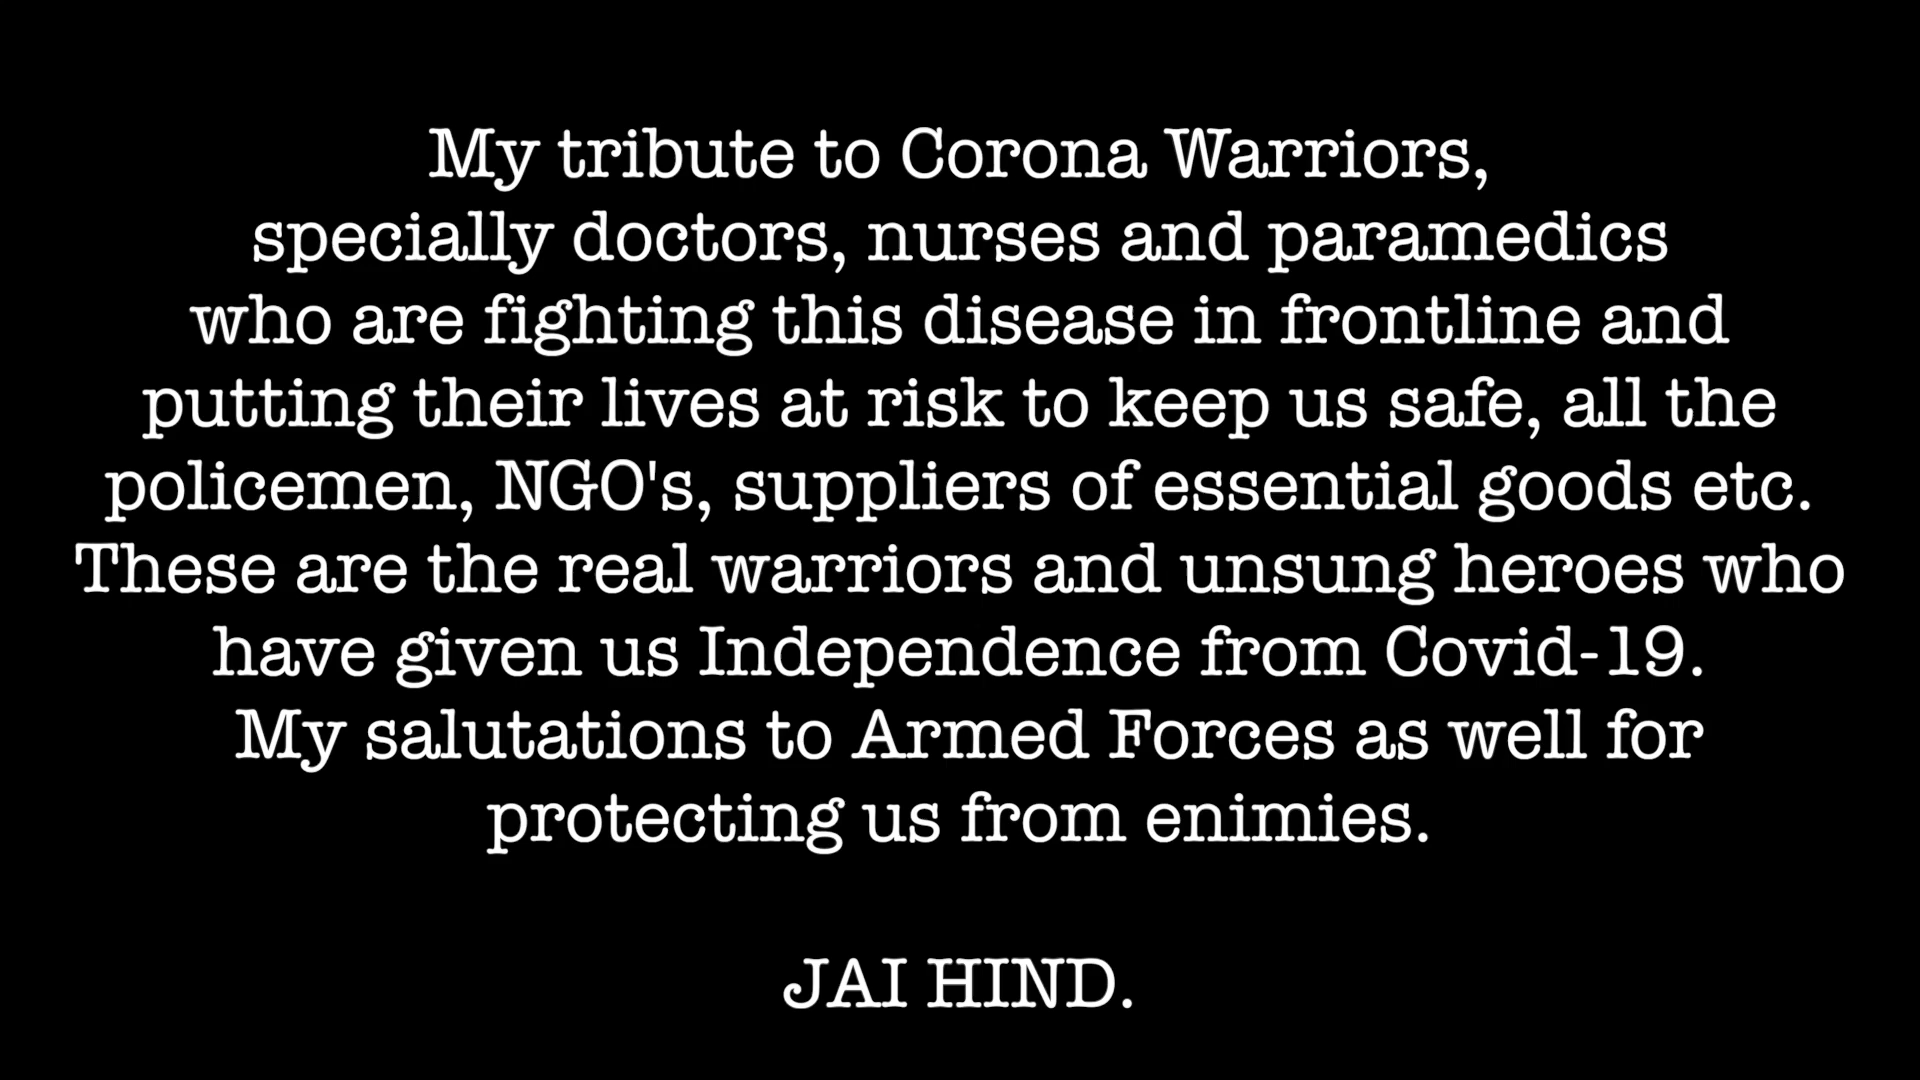 My tribute to Corona Warriors,
specially doctors, nurses and paramedics
who are fighting this disease in frontline and
putting their lives at risk to keep us safe, all the
policemen, NGO's, suppliers of essential goods etc.
These are the real warriors and unsung heroes who
have given us Independence from Covid-19.
My salutations to Armed Forces as well for
protecting us from enimies.
JAI HIND.